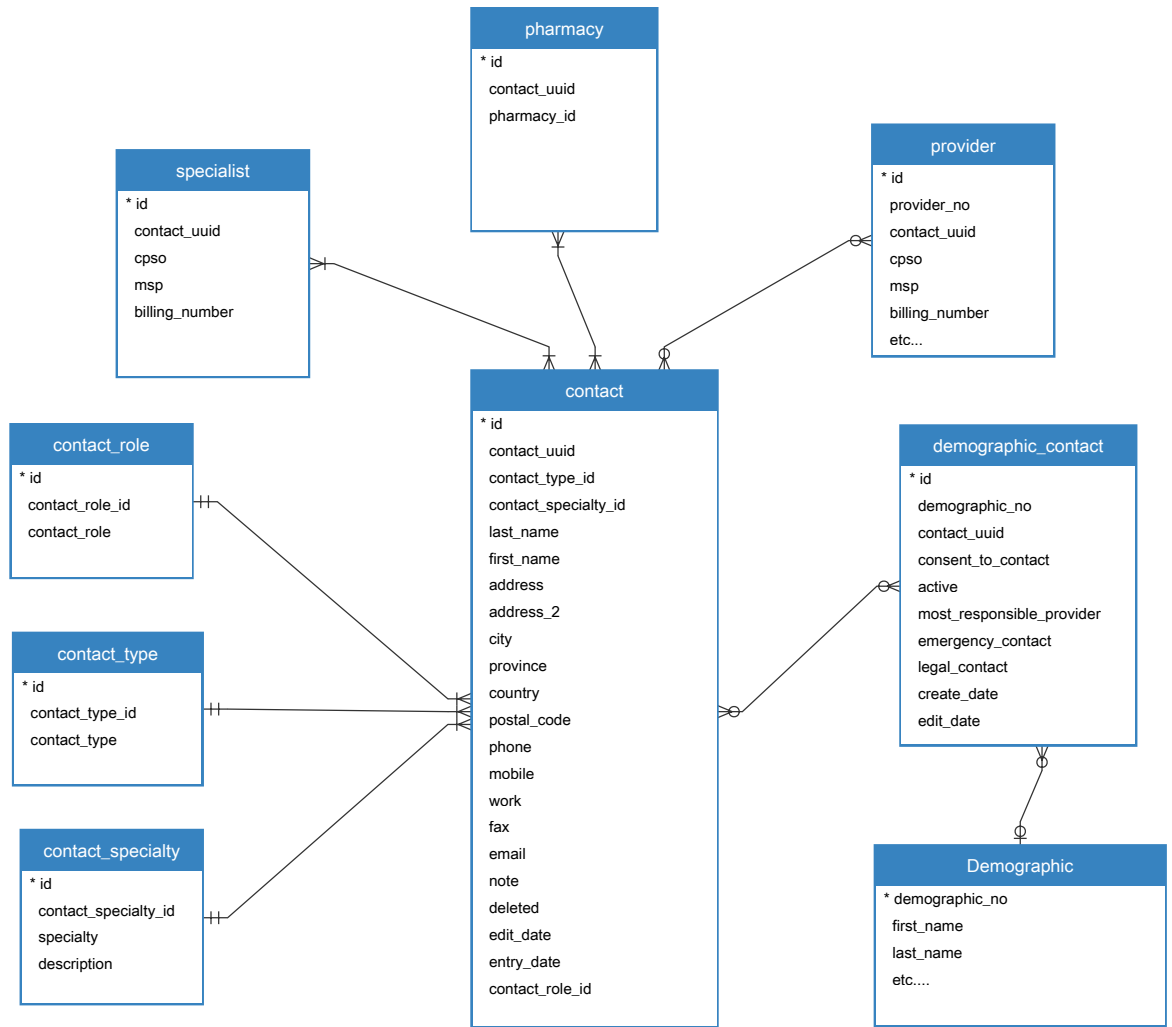 pharmacy
* id
contact_uuid
pharmacy_id
provider
* id
provider_no
contact_uuid
cpso
msp
billing_number
etc...
specialist
* id
contact_uuid
cpso
msp
billing_number
contact
* id
contact_uuid
contact_type_id
contact_specialty_id
last_name
first_name
address
address_2
city
province
country
postal_code
phone
mobile
work
fax
email
note
deleted
edit_date
entry_date
contact_role_id
contact_role
* id
contact_role_id
contact_role
contact_type
* id
contact_type_id
contact_type
contact_specialty
* id
contact_specialty_id
specialty
description
demographic_contact
* id
demographic_no
contact_uuid
consent_to_contact
active
most_responsible_provider
emergency_contact
legal_contact
create_date
edit_date
Demographic
* demographic_no
first_name
last_name
etc....